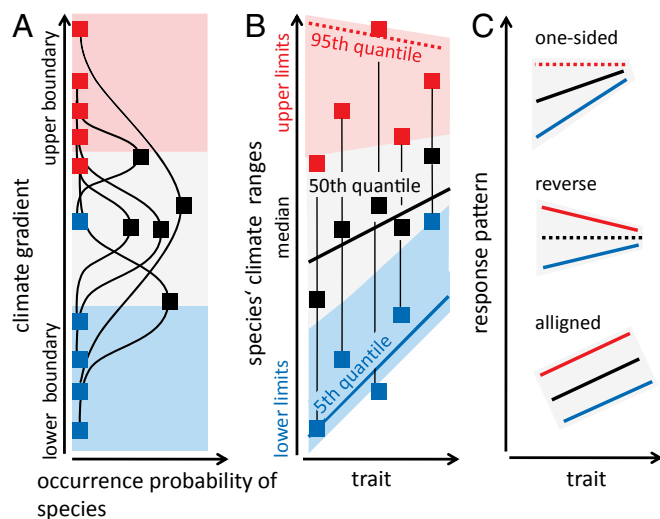 A
climate gradient
lower boundary
upper boundary
occurrence probability of
species
B
species' climate ranges
lower limits
median
upper limits
95th quantile
50th quantile
5th quantile
trait
C
response pattern
one-sided
reverse
alligned
trait